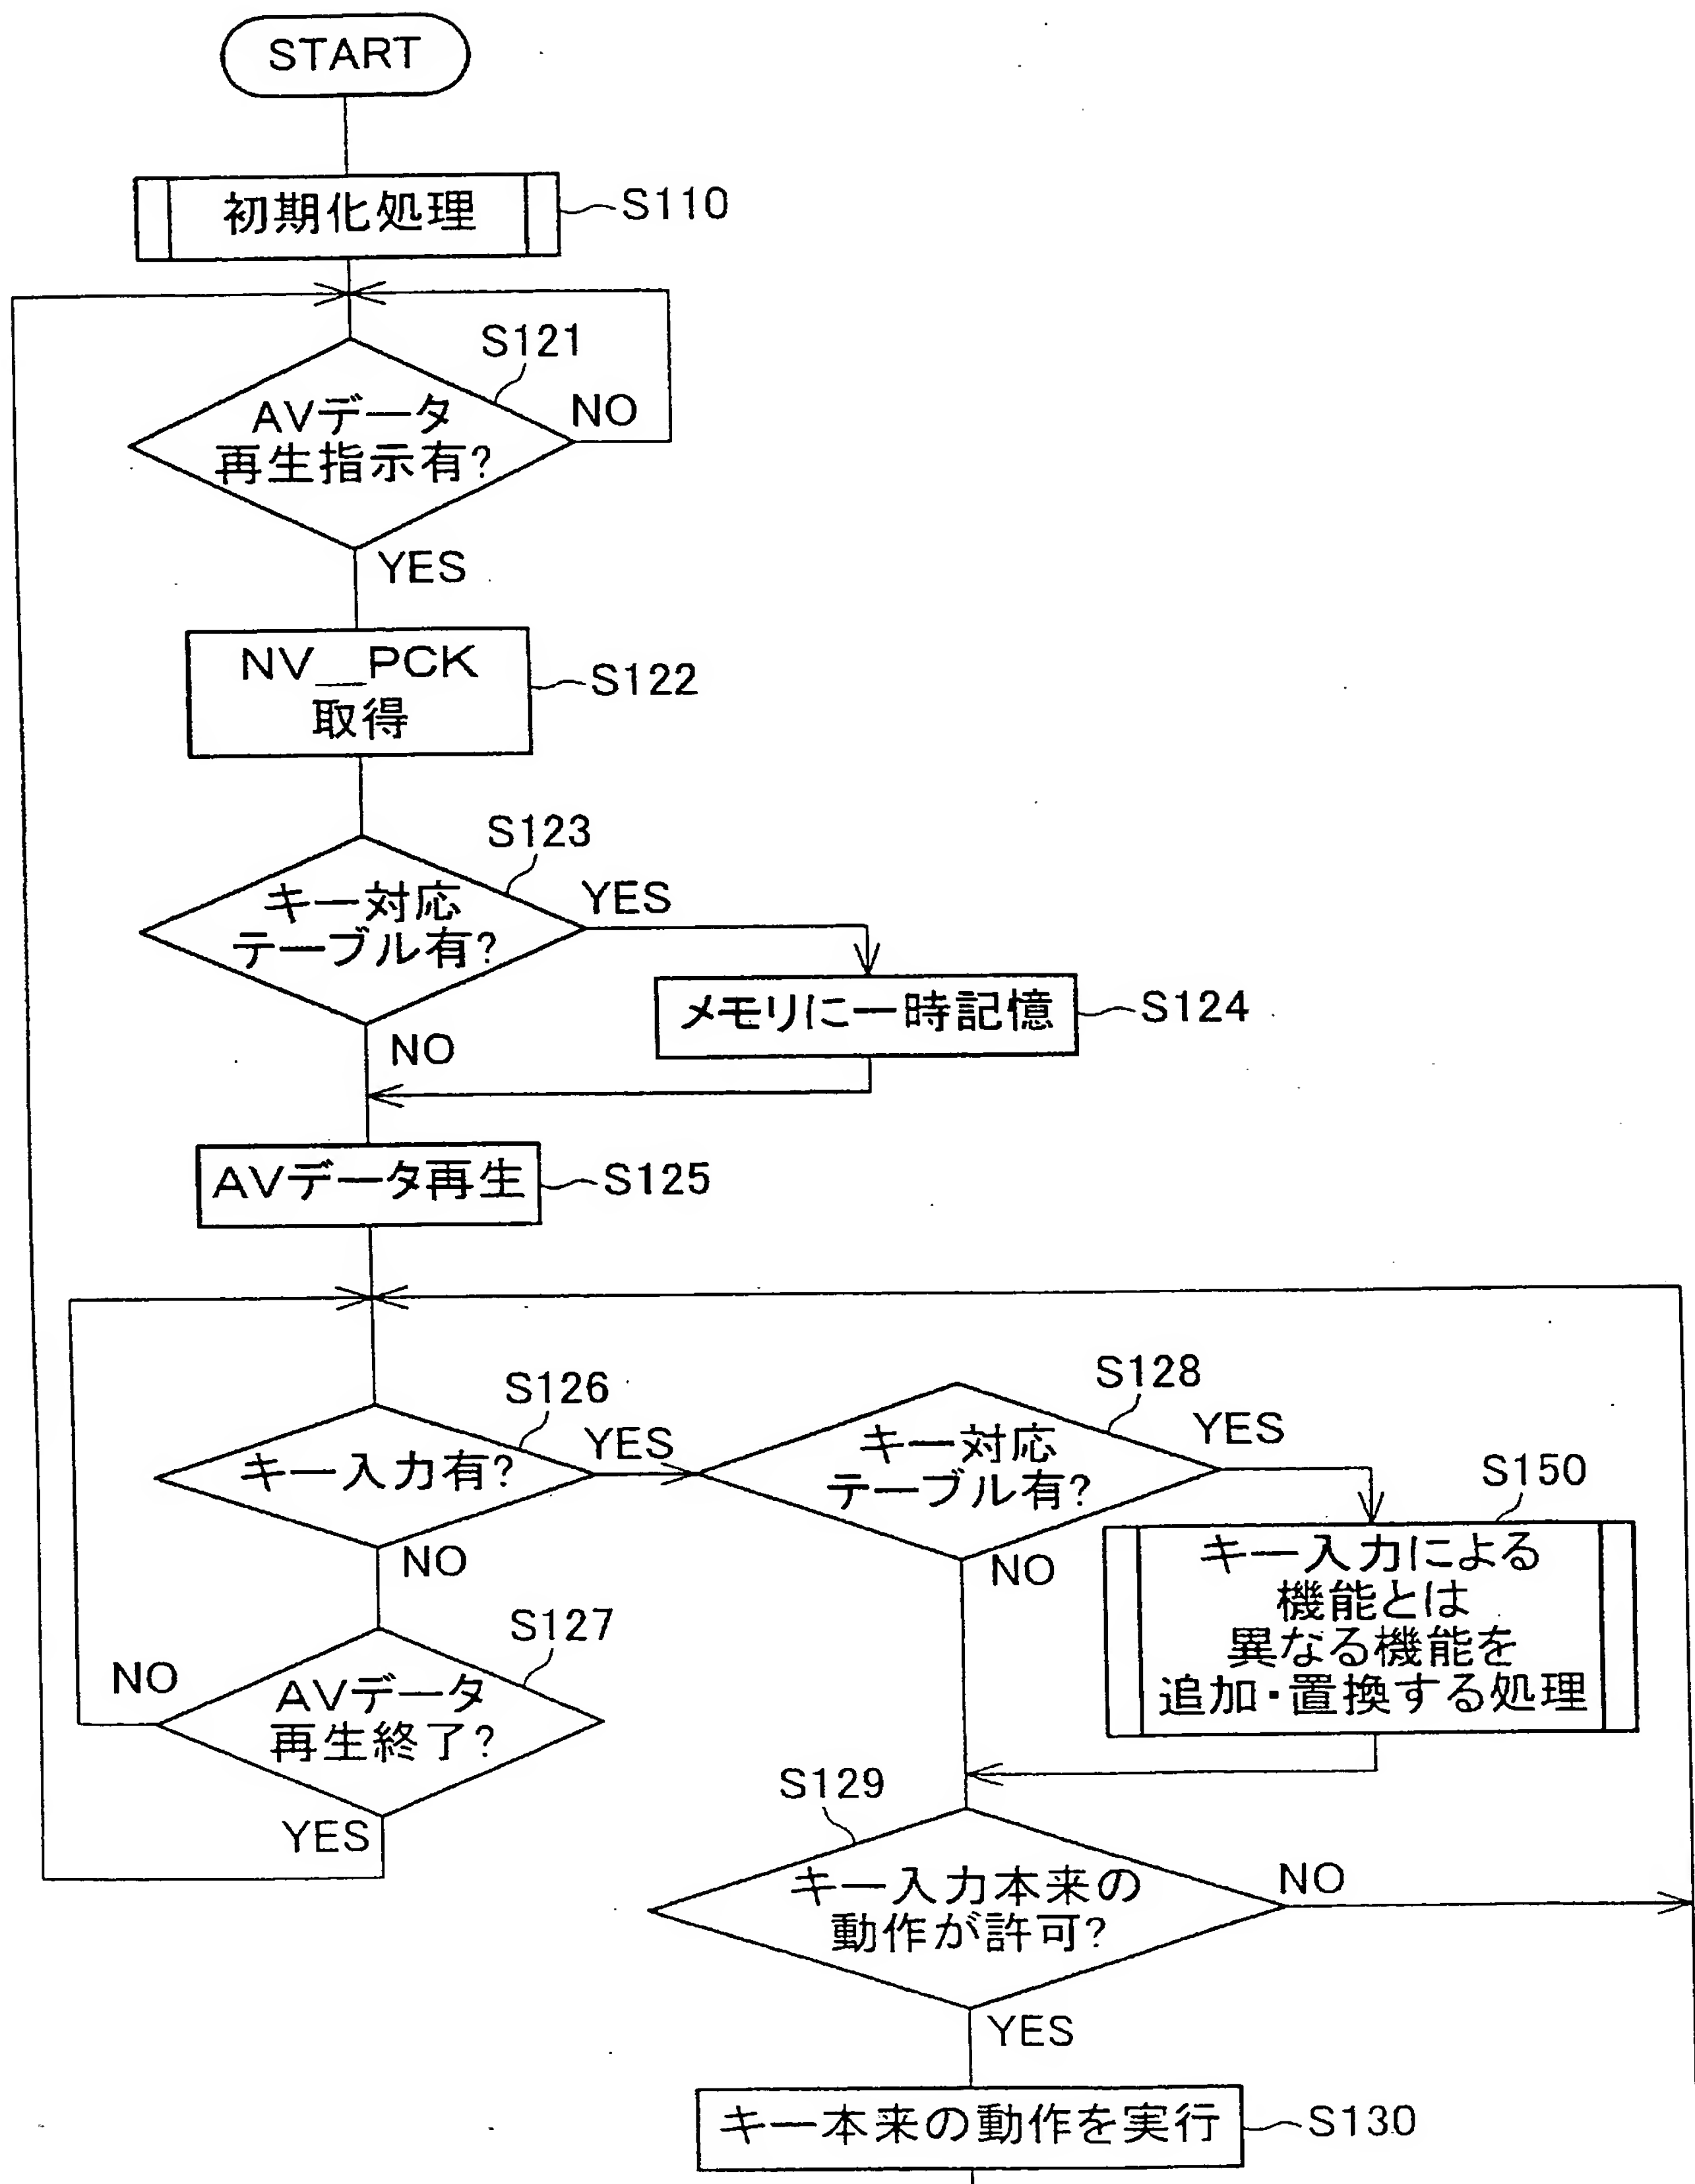 START
初期化処理
S110
S121
AVデータ
再生指示有?
NO
YES
NV__PCK
取得
S122
S123
キー対応
テーブル有?
YES
NO
メモリに一時記憶
S124
AVデータ再生
S125
S126
キー入力有?
YES
NO
S128
キー対応
テーブル有?
YES
NO
S150
キー入力による
機能とは
異なる機能を
追加・置換する処理
S127
AVデータ
再生終了?
NO
YES
S129
キー入力本来の
動作が許可?
NO
YES
キー本来の動作を実行
S130